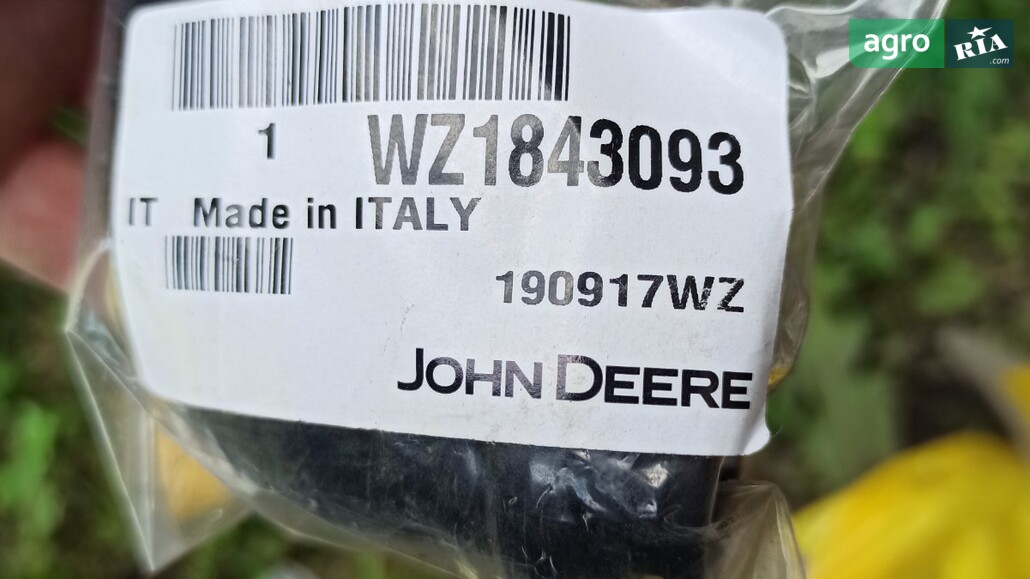 agro RIA
.com
1 WZ1843093
IT Made in ITALY
190917WZ
JOHN DEERE